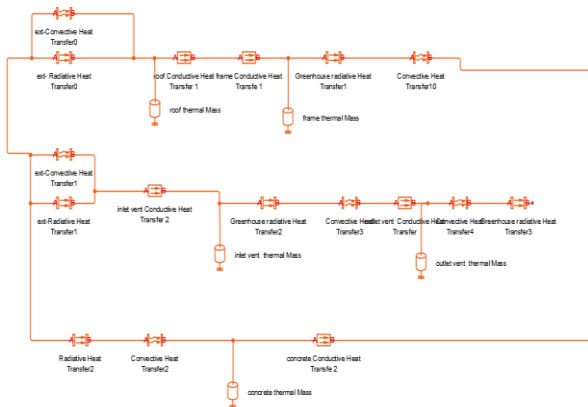 ext-Convective Heat
Transfer0
A B
A B A B A B A B A B
ext- Radiative Heat
Transfer0
roof Conductive Heat
Transfe 1
frame Conductive Heat
Transfe 1
Greenhouse radiative Heat
Transfer1
Convective Heat
Transfer10
roof thermal Mass
frame thermal Mass
A B
ext-Convective Heat
Transfer1
A B
A B
ext-Radiative Heat
Transfer1
inlet vent Conductive Heat
Transfer 2
A B A B A B A B A B
Greenhouse radiative Heat
Transfer2
Convective Heat
Transfer3
outlet vent Conductive Heat
Transfer
Convective Heat
Transfer4
Greenhouse radiative Heat
Transfer3
inlet vent thermal Mass
outlet vent thermal Mass
A B A B A B
Radiative Heat
Transfer2
Convective Heat
Transfer2
concrete Conductive Heat
Transfe 2
concrete thermal Mass